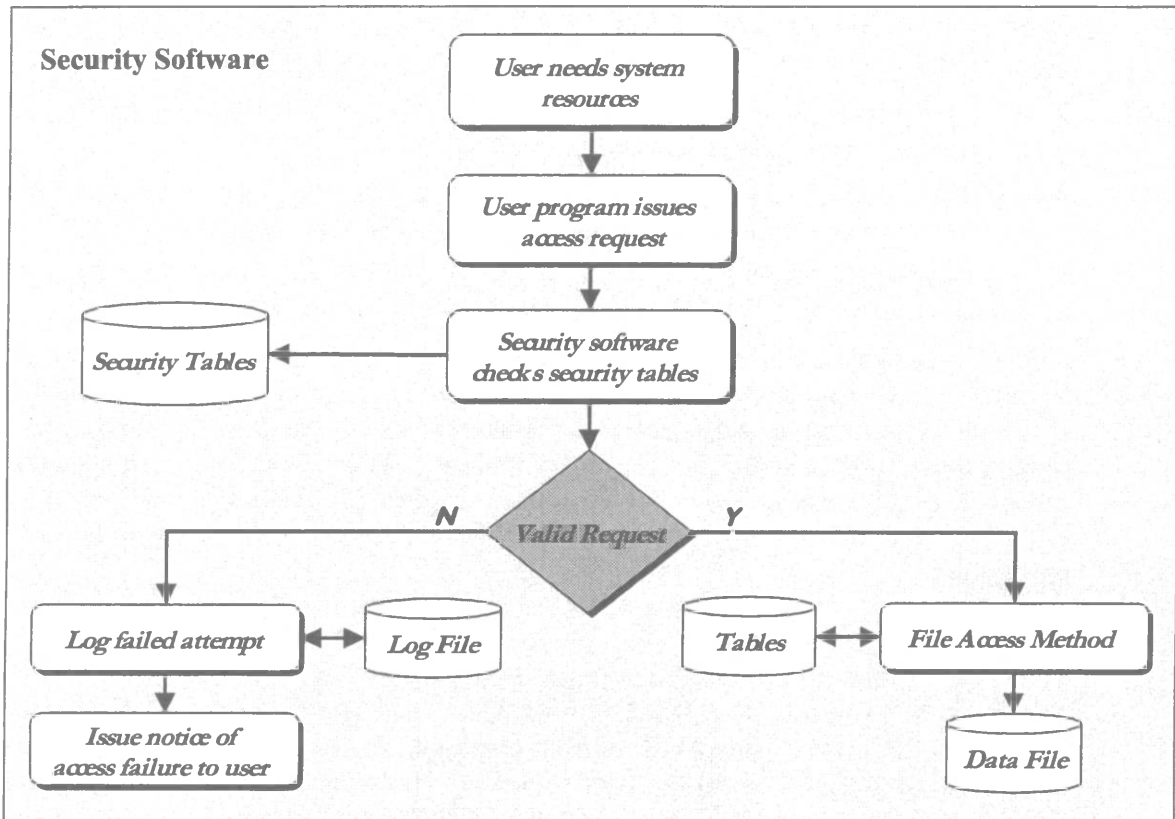 Security Software
User needs system
resources
User program issues
access request
Security software
checks security tables
Security Tables
Valid Request
N
Y
Log failed attempt
Log File
Tables
File Access Method
Issue notice of
access failure to user
Data File